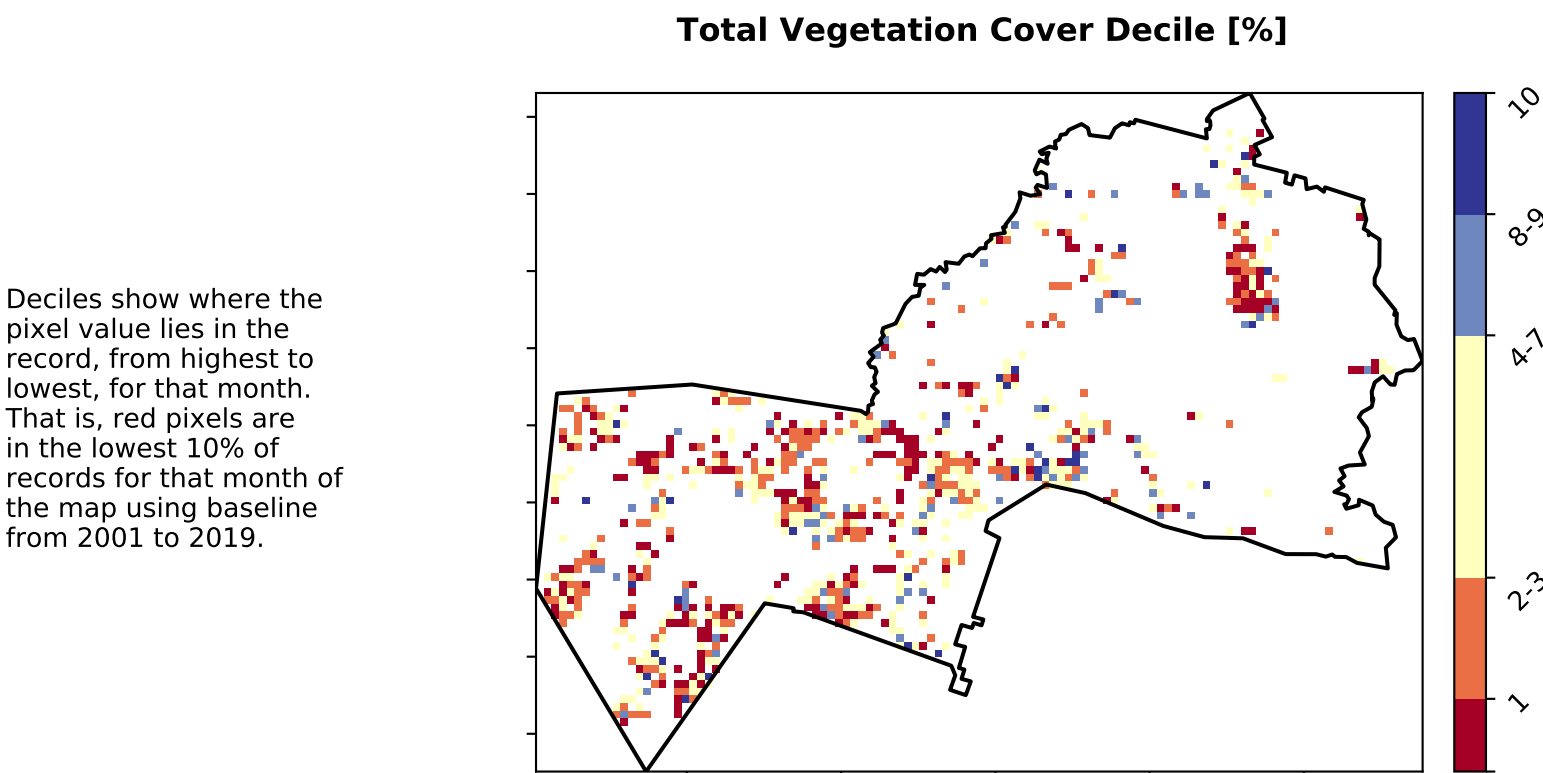 Total Vegetation Cover Decile [%]
Deciles show where the
pixel value lies in the
record, from highest to
lowest, for that month.
That is, red pixels are
in the lowest 10% of
records for that month of
the map using baseline
from 2001 to 2019.
10
8-9
4-7
2-3
1